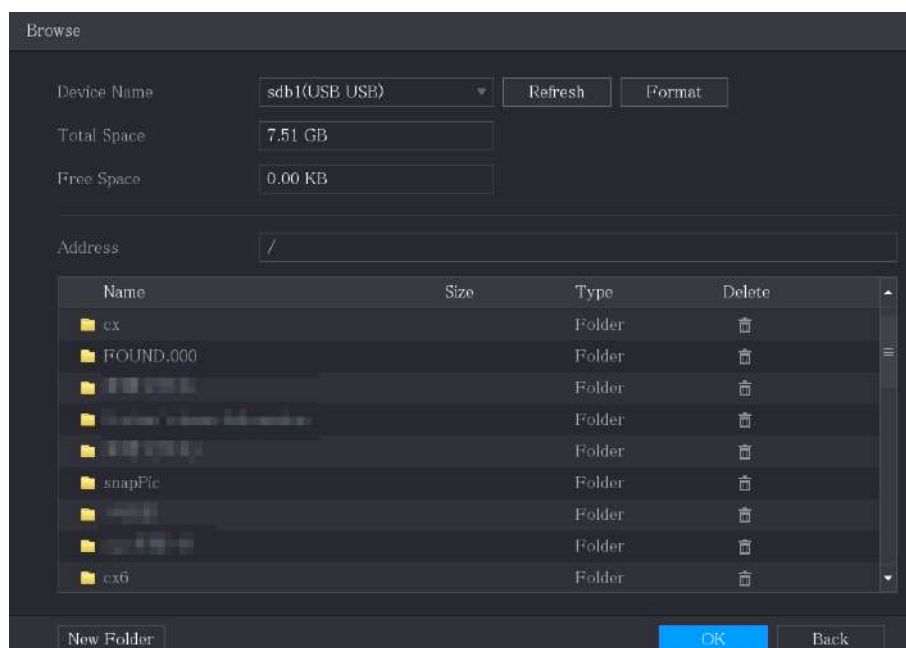 Browse
Device Name sdb1(USB USB) Refresh Format
Total Space 7.51 GB
Free Space 0.00 KB
Address /
Name Size Type Delete
cx Folder
FOUND.000 Folder
Folder
Folder
Folder
snapPic Folder
Folder
Folder
cx6 Folder
New Folder OK Back